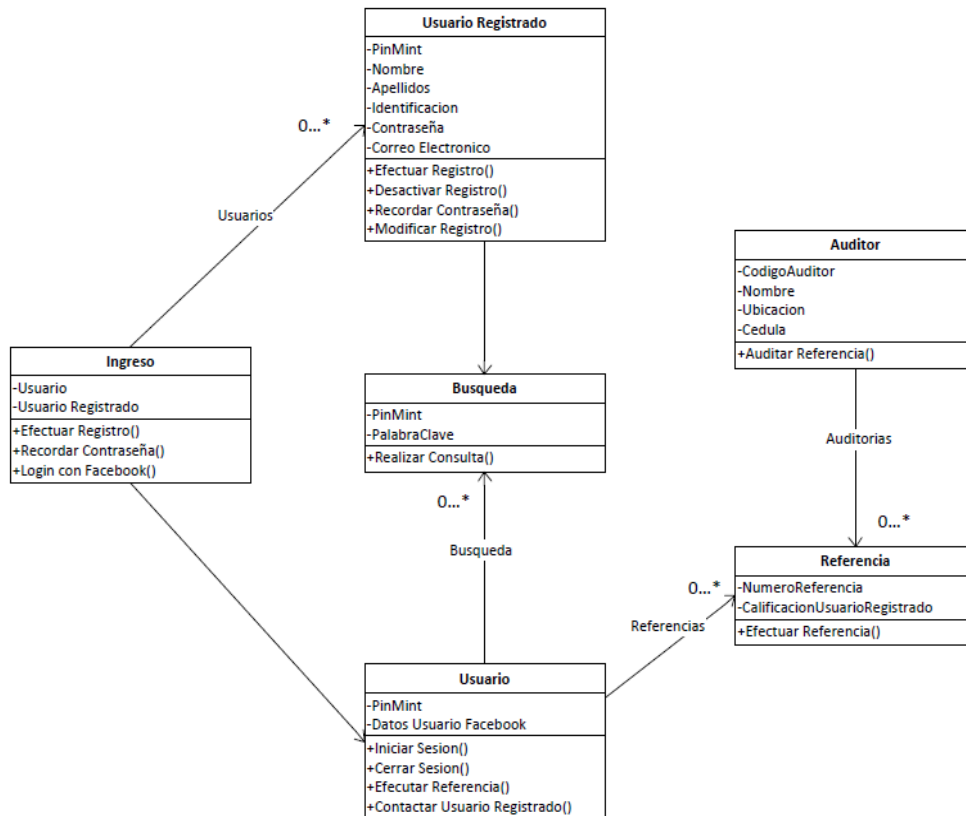 Usuario Registrado
-PinMint
-Nombre
-Apellidos
-Identificacion
-Contraseña
-Correo Electronico
+Efectuar Registro()
+Desactivar Registro()
+Recordar Contraseña()
+Modificar Registro()
0...*
Usuarios
Auditor
-CodigoAuditor
-Nombre
-Ubicacion
-Cedula
+Auditar Referencia()
Ingreso
-Usuario
-Usuario Registrado
+Efectuar Registro()
+Recordar Contraseña()
+Login con Facebook()
Busqueda
-PinMint
-PalabraClave
+Realizar Consulta()
0...*
Busqueda
Auditorias
0...*
Referencia
-NumeroReferencia
-CalificacionUsuarioRegistrado
+Efectuar Referencia()
0...*
Referencias
Usuario
-PinMint
-Datos Usuario Facebook
+Iniciar Sesion()
+Cerrar Sesion()
+Efecutar Referencia()
+Contactar Usuario Registrado()